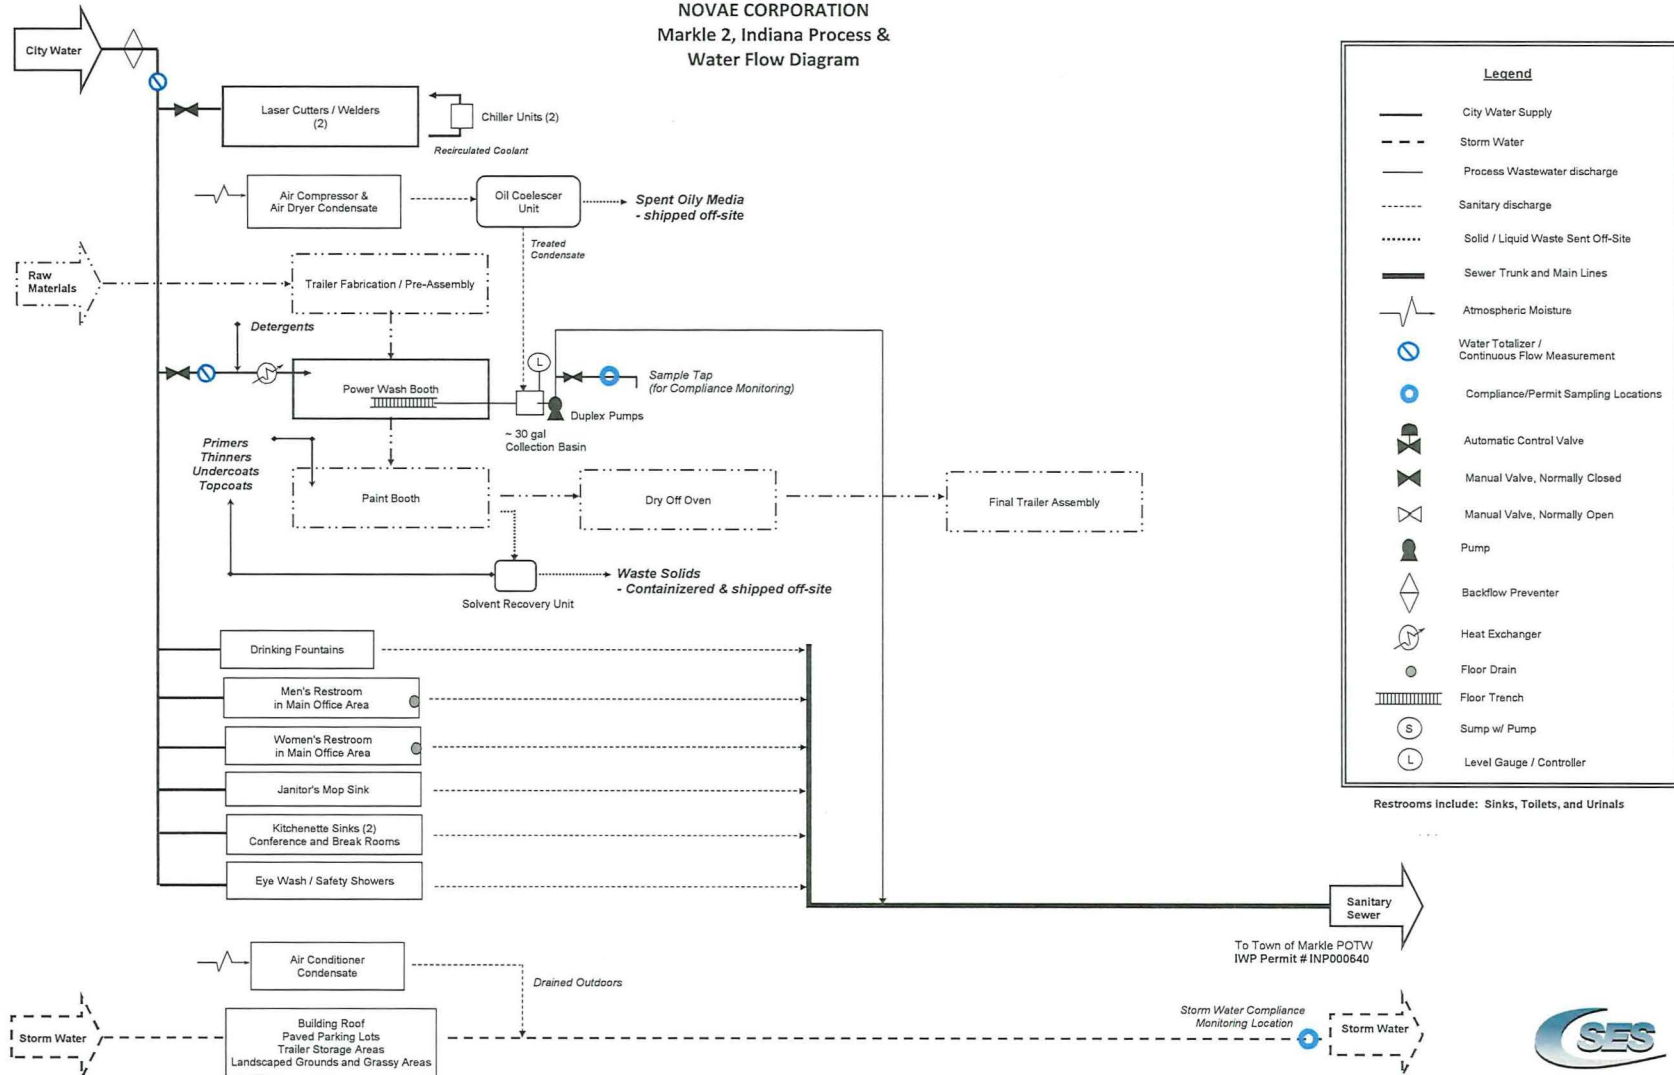 NOVAE CORPORATION
Markle 2, Indiana Process &
Water Flow Diagram
City Water
Laser Cutters / Welders
(2)
Chiller Units (2)
Recirculated Coolant
Air Compressor &
Air Dryer Condensate
Oil Coelescer
Unit
Spent Oily Media
- shipped off-site
Treated
Condensate
Raw
Materials
Trailer Fabrication / Pre-Assembly
Detergents
L
Power Wash Booth
Sample Tap
(for Compliance Monitoring)
Duplex Pumps
~ 30 gal
Collection Basin
Primers
Thinners
Undercoats
Topcoats
Paint Booth
Dry Off Oven
Final Trailer Assembly
Waste Solids
- Containizered & shipped off-site
Solvent Recovery Unit
Drinking Fountains
Men's Restroom
in Main Office Area
Women's Restroom
in Main Office Area
Janitor's Mop Sink
Kitchenette Sinks (2)
Conference and Break Rooms
Eye Wash / Safety Showers
Sanitary
Sewer
To Town of Markle POTW
IWP Permit # INP000640
Air Conditioner
Condensate
Drained Outdoors
Storm Water
Building Roof
Paved Parking Lots
Trailer Storage Areas
Landscaped Grounds and Grassy Areas
Storm Water Compliance
Monitoring Location
Storm Water
Legend
City Water Supply
Storm Water
Process Wastewater discharge
Sanitary discharge
Solid / Liquid Waste Sent Off-Site
Sewer Trunk and Main Lines
Atmospheric Moisture
Water Totalizer /
Continuous Flow Measurement
Compliance/Permit Sampling Locations
Automatic Control Valve
Manual Valve, Normally Closed
Manual Valve, Normally Open
Pump
Backflow Preventer
Heat Exchanger
Floor Drain
Floor Trench
S
Sump w/ Pump
L
Level Gauge / Controller
Restrooms include: Sinks, Toilets, and Urinals
SES